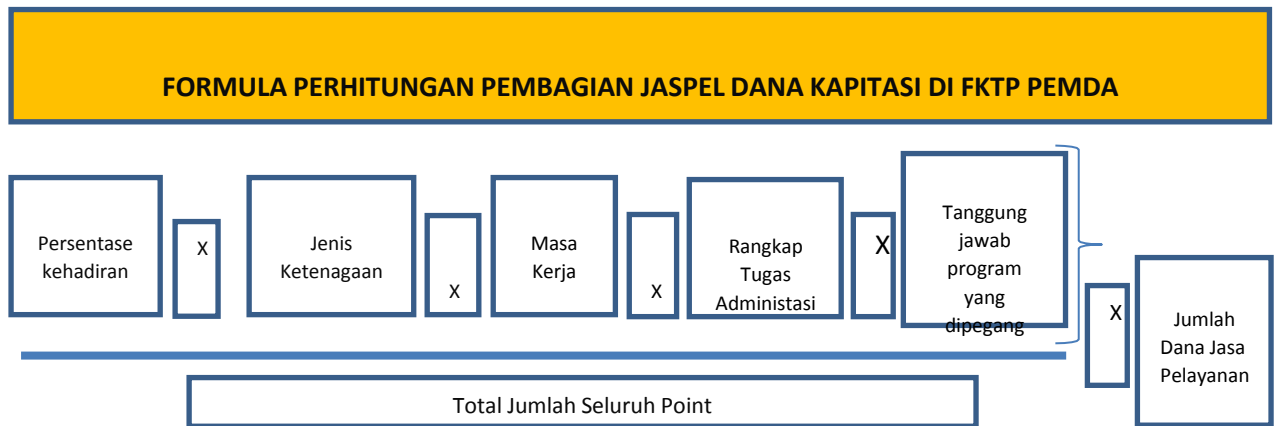 FORMULA PERHITUNGAN PEMBAGIAN JASPEL DANA KAPITASI DI FKTP PEMDA
Persentase
kehadiran
X
Jenis
Ketenagaan
X
Masa
Kerja
X
Rangkap
Tugas
Administasi
X
Tanggung
jawab
program
yang
dipegang
X
Jumlah
Dana Jasa
Pelayanan
Total Jumlah Seluruh Point